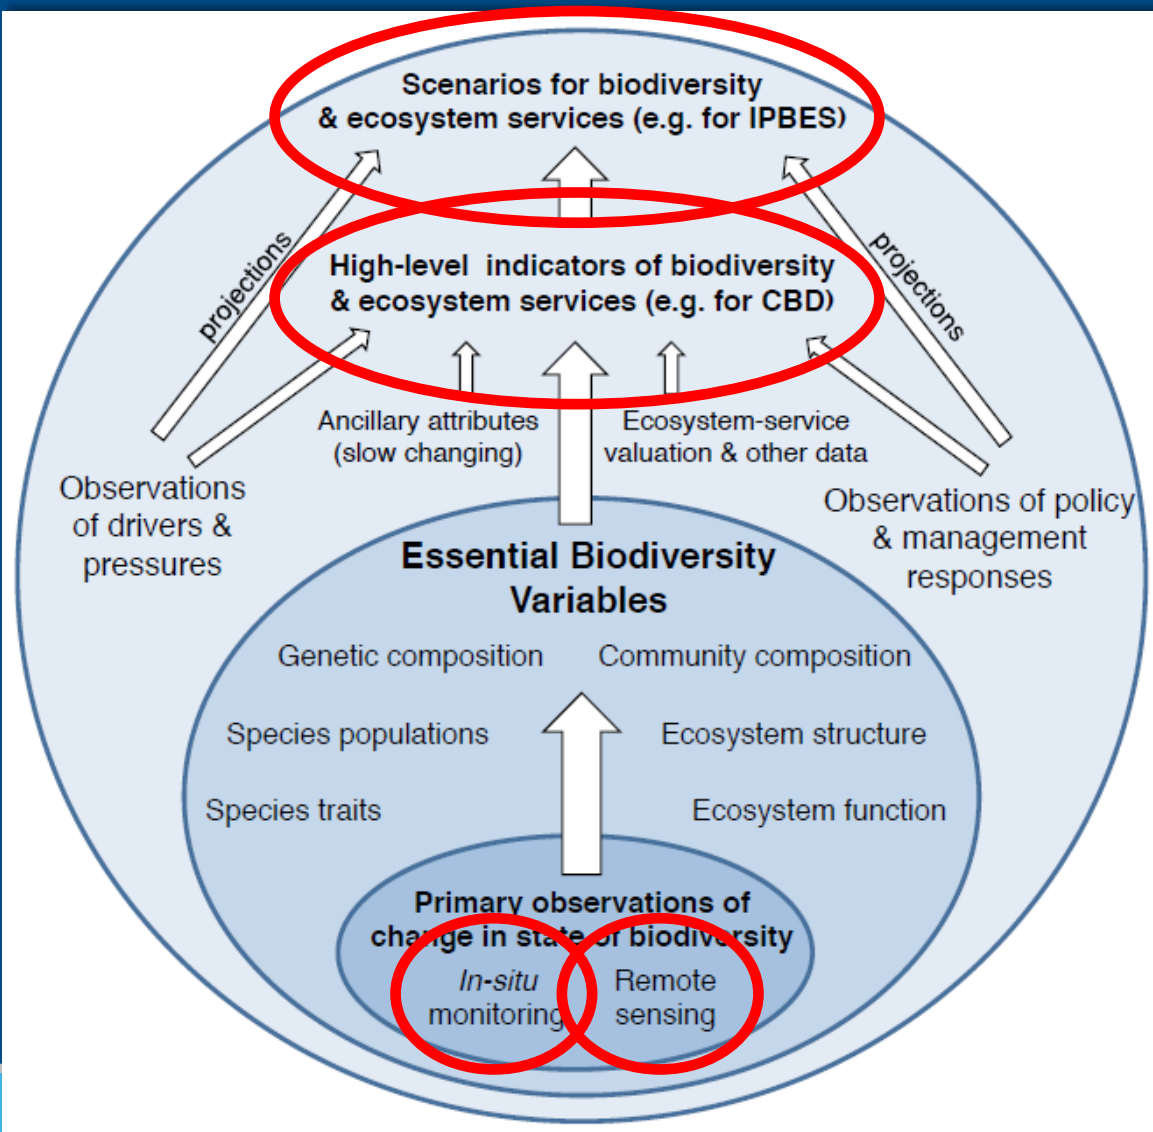 Scenarios for biodiversity
& ecosystem services (e.g. for IPBES)
projections
projections
High-level indicators of biodiversity
& ecosystem services (e.g. for CBD)
Ancillary attributes
(slow changing)
Ecosystem-service
valuation & other data
Observations
of drivers &
pressures
Observations of policy
& management
responses
Essential Biodiversity
Variables
Genetic composition
Community composition
Species populations
Ecosystem structure
Species traits
Ecosystem function
Primary observations of
change in state of biodiversity
In-situ
monitoring
Remote
sensing